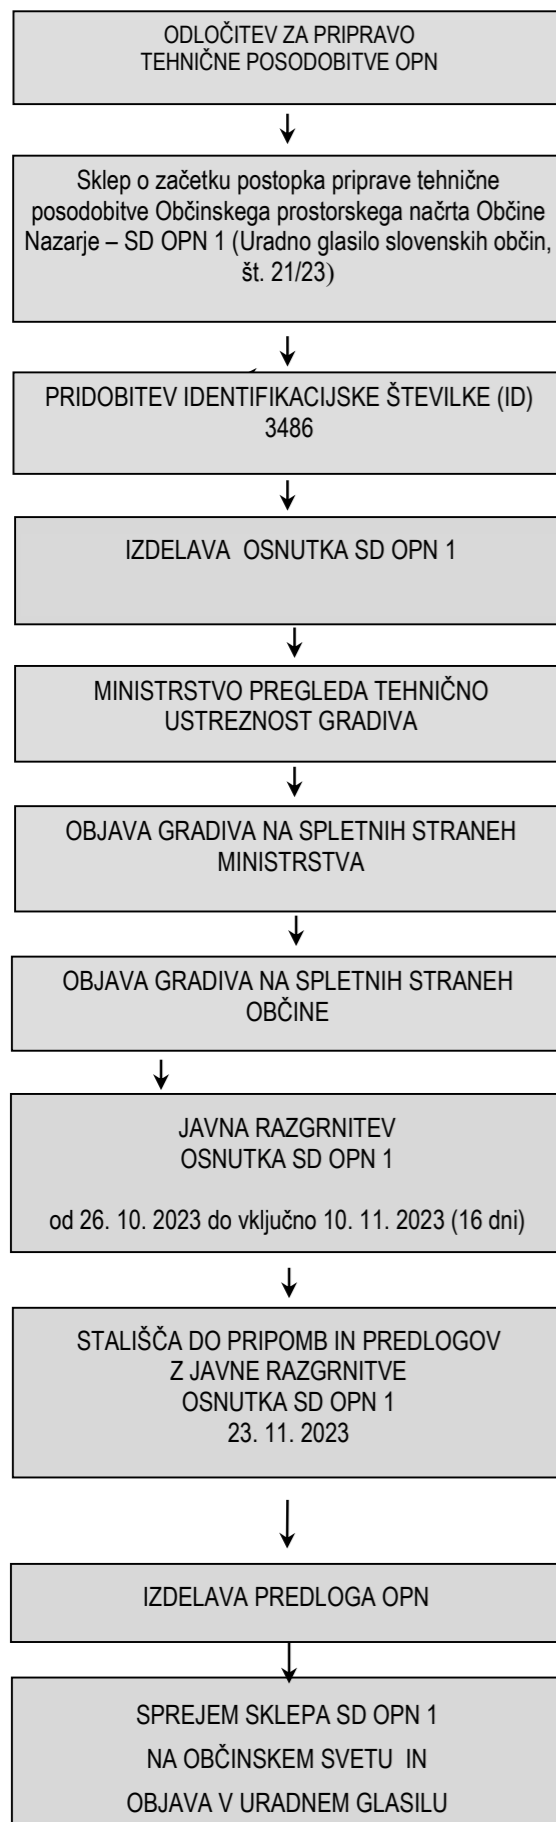 ODLOČITEV ZA PRIPRAVO
TEHNIČNE POSODOBITVE OPN
Sklep o začetku postopka priprave tehnične
posodobitve Občinskega prostorskega načrta Občine
Nazarje – SD OPN 1 (Uradno glasilo slovenskih občin,
št. 21/23)
PRIDOBITEV IDENTIFIKACIJSKE ŠTEVILKE (ID)
3486
IZDELAVA OSNUTKA SD OPN 1
MINISTRSTVO PREGLEDA TEHNIČNO
USTREZNOST GRADIVA
OBJAVA GRADIVA NA SPLETNIH STRANEH
MINISTRSTVA
OBJAVA GRADIVA NA SPLETNIH STRANEH
OBČINE
JAVNA RAZGRNITEV
OSNUTKA SD OPN 1
od 26. 10. 2023 do vključno 10. 11. 2023 (16 dni)
STALIŠČA DO PRIPOMB IN PREDLOGOV
Z JAVNE RAZGRNITVE
OSNUTKA SD OPN 1
23. 11. 2023
IZDELAVA PREDLOGA OPN
SPREJEM SKLEPA SD OPN 1
NA OBČINSKEM SVETU IN
OBJAVA V URADNEM GLASILU